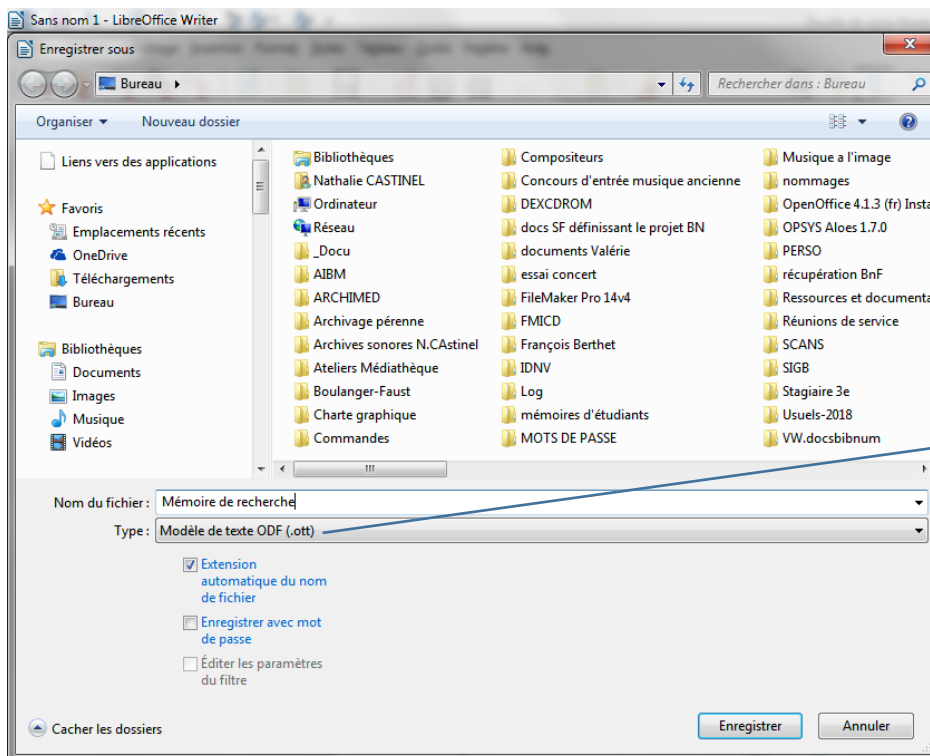 Sans nom 1 - LibreOffice Writer
Enregistrer sous
Bureau
Rechercher dans : Bureau
Organiser
Nouveau dossier
Liens vers des applications
Favoris
Emplacements récents
OneDrive
Téléchargements
Bureau
Bibliothèques
Documents
Images
Musique
Vidéos
Bibliothèques
Nathalie CASTINEL
Ordinateur
Réseau
_Docu
AIBM
ARCHIMED
Archivage pérenne
Archives sonores N.CAstinel
Ateliers Médiathèque
Boulanger-Faust
Charte graphique
Commandes
Compositeurs
Concours d'entrée musique ancienne
DEXCDROM
docs SF définissant le projet BN
documents Valérie
essai concert
FileMaker Pro 14v4
FMICD
François Berthet
IDNV
Log
mémoires d'étudiants
MOTS DE PASSE
Musique a l'image
nommages
OpenOffice 4.1.3 (fr) Insta
OPSYS Aloes 1.7.0
PERSO
récupération BnF
Ressources et documenta
Réunions de service
SCANS
SIGB
Stagiaire 3e
Usuels-2018
VW.docsbibnum
Nom du fichier : Mémoire de recherche
Type : Modèle de texte ODF (.ott)
Extension
automatique du nom
de fichier
Enregistrer avec mot
de passe
Éditer les paramètres
du filtre
Cacher les dossiers
Enregistrer
Annuler